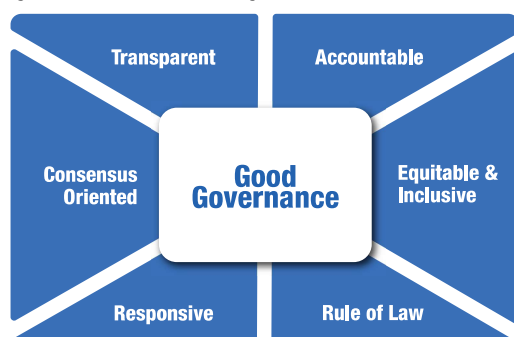 Transparent
Accountable
Consensus
Oriented
Good
Governance
Equitable &
Inclusive
Responsive
Rule of Law